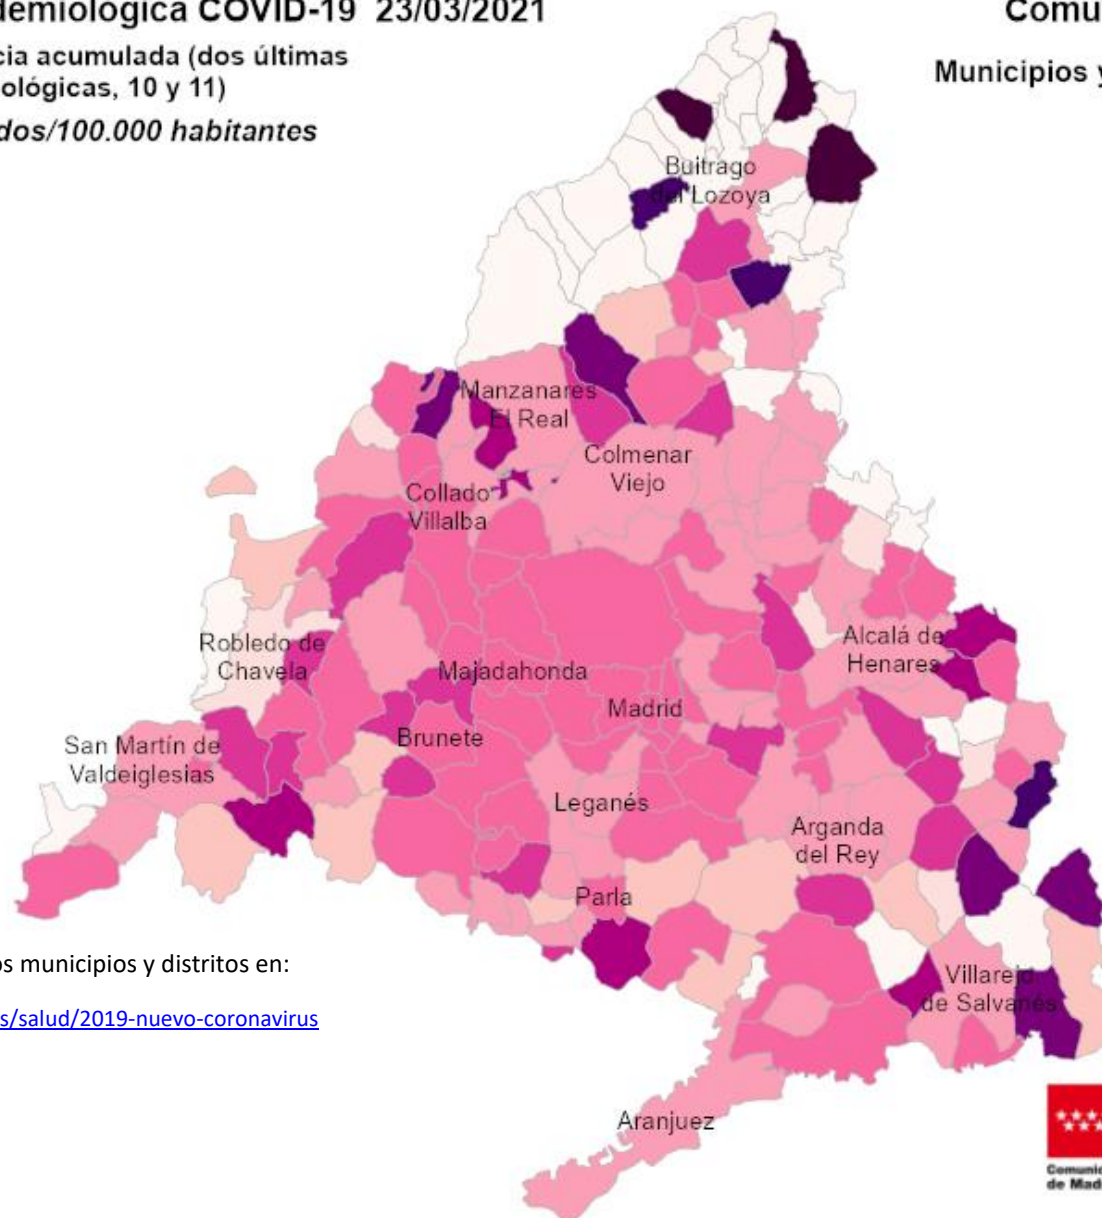 demiológica COVID-19 23/03/2021
cia acumulada (dos últimas
ológicas, 10 y 11)
dos/100.000 habitantes
Comu
Municipios y
Buitrago
del Lozoya
Manzanares
El Real
Colmenar
Viejo
Collado
Villalba
Robledo de
Chavela
Majadahonda
Alcalá de
Henares
Madrid
San Martín de
Valdeiglesias
Brunete
Leganés
Arganda
del Rey
Parla
os municipios y distritos en:
Villarejo
de Salvanés
s/salud/2019-nuevo-coronavirus
Aranjuez
Comunid
de Mad